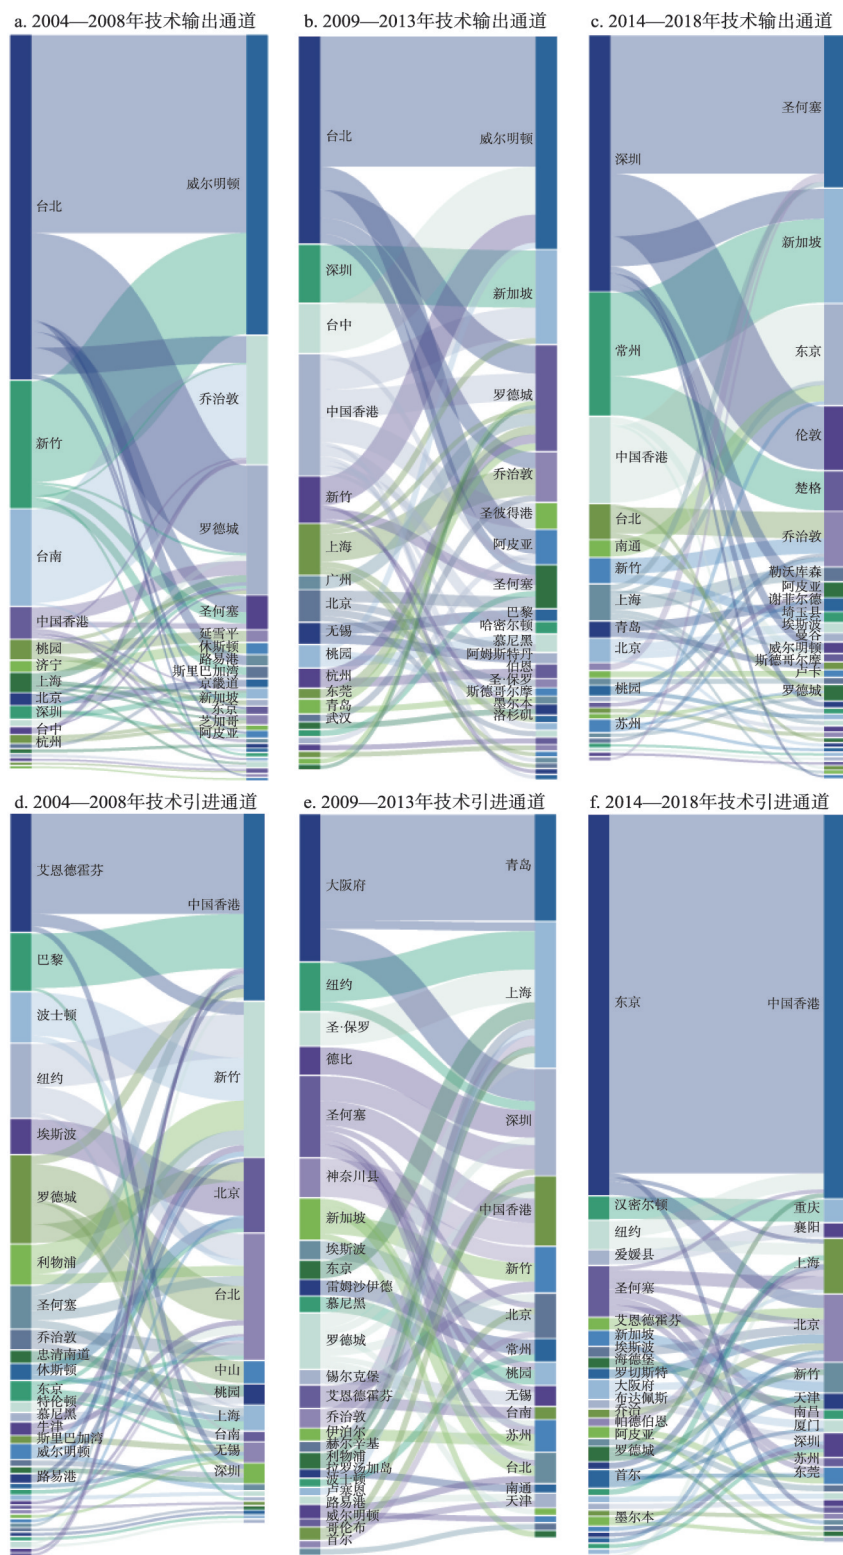 a. 2004—2008年技术输出通道
台北
新竹
台南
中国香港
桃园
济宁
上海
北京
深圳
台中
杭州
威尔明顿
乔治敦
罗德城
圣何塞
延雪平
休斯顿
路易港
斯里巴加湾
京畿道
新加坡
东京
芝加哥
阿皮亚
b. 2009—2013年技术输出通道
台北
深圳
台中
中国香港
新竹
上海
广州
北京
无锡
桃园
杭州
东莞
青岛
武汉
威尔明顿
新加坡
罗德城
乔治敦
圣彼得港
阿皮亚
圣何塞
巴黎
哈密尔顿
慕尼黑
阿姆斯特丹
伯恩
圣·保罗
斯德哥尔摩
墨尔本
洛杉矶
c. 2014—2018年技术输出通道
深圳
常州
中国香港
台北
南通
新竹
上海
青岛
北京
桃园
苏州
圣何塞
新加坡
东京
伦敦
楚格
乔治敦
勒沃库森
阿皮亚
谢菲尔德
埼玉县
埃斯波
曼谷
威尔明顿
斯德哥尔摩
卢卡
罗德城
d. 2004—2008年技术引进通道
艾恩德霍芬
巴黎
波士顿
纽约
埃斯波
罗德城
利物浦
圣何塞
乔治敦
忠清南道
休斯顿
东京
特伦顿
慕尼黑
牛津
斯里巴加湾
威尔明顿
路易港
中国香港
新竹
北京
台北
中山
桃园
上海
台南
无锡
深圳
e. 2009—2013年技术引进通道
大阪府
纽约
圣·保罗
德比
圣何塞
神奈川县
新加坡
埃斯波
东京
雷姆沙伊德
慕尼黑
罗德城
锡尔克堡
艾恩德霍芬
乔治敦
伊泊尔
赫尔辛基
利物浦
拉罗汤加岛
波士顿
卢塞恩
路易港
威尔明顿
哥伦布
首尔
青岛
上海
深圳
中国香港
新竹
北京
常州
桃园
无锡
台南
苏州
台北
南通
天津
f. 2014—2018年技术引进通道
东京
汉密尔顿
纽约
爱媛县
圣何塞
艾恩德霍芬
新加坡
埃斯波
海德堡
罗切斯特
大阪府
布达佩斯
乔治
帕德伯恩
阿皮亚
罗德城
首尔
墨尔本
中国香港
重庆
襄阳
上海
北京
新竹
天津
南昌
厦门
深圳
苏州
东莞